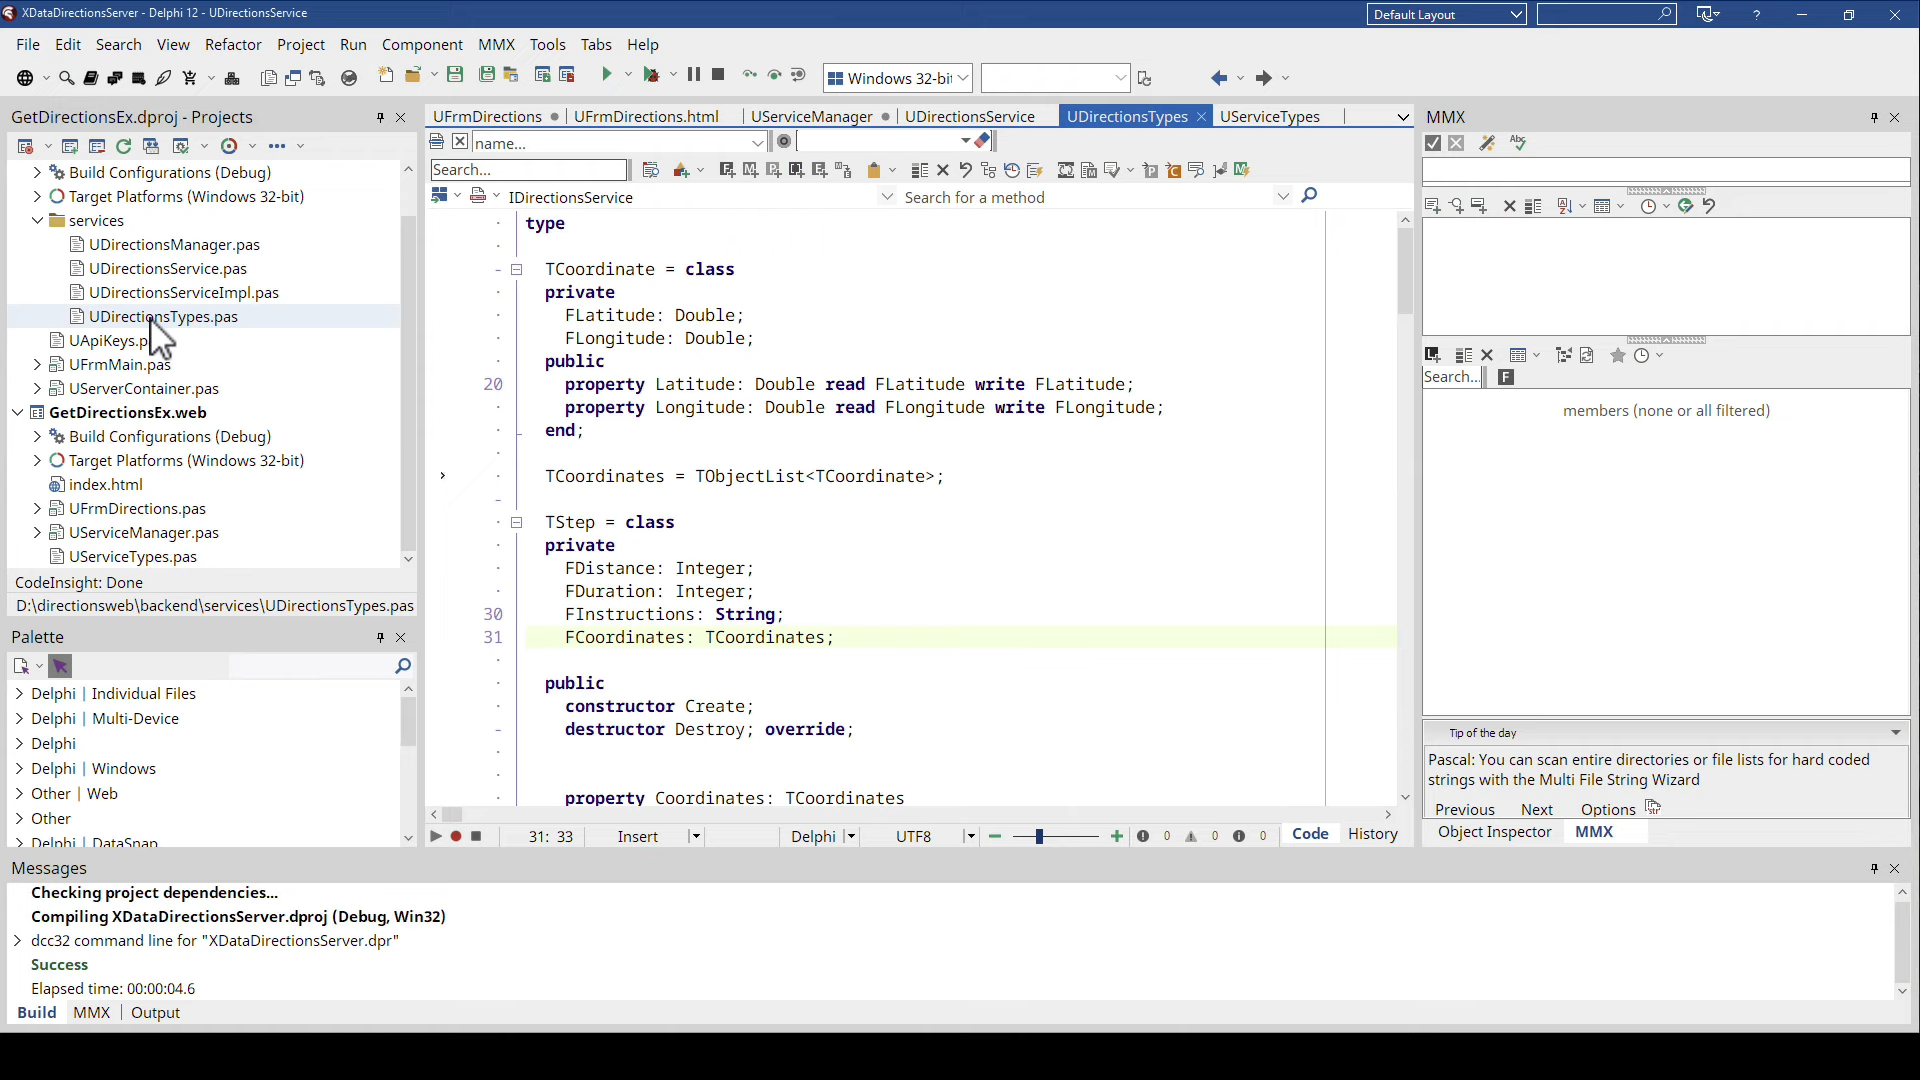 XDataDirectionsServer - Delphi 12 - UDirectionsService
Default Layout
File Edit Search View Refactor Project Run Component MMX Tools Tabs Help
Windows 32-bit
GetDirectionsEx.dproj - Projects
Build Configurations (Debug)
Target Platforms (Windows 32-bit)
services
UDirectionsManager.pas
UDirectionsService.pas
UDirectionsServiceImpl.pas
UDirectionsTypes.pas
UApiKeys.p
UFrmMain.pas
UServerContainer.pas
GetDirectionsEx.web
Build Configurations (Debug)
Target Platforms (Windows 32-bit)
index.html
UFrmDirections.pas
UServiceManager.pas
UServiceTypes.pas
CodeInsight: Done
D:\directionsweb\backend\services\UDirectionsTypes.pas
Palette
Delphi | Individual Files
Delphi | Multi-Device
Delphi
Delphi | Windows
Other | Web
Other
Delphi | DataSnap
UFrmDirections UFrmDirections.html UServiceManager UDirectionsService UDirectionsTypes UServiceTypes
name...
Search...
IDirectionsService Search for a method
type
TCoordinate = class
private
FLatitude: Double;
FLongitude: Double;
public
20 property Latitude: Double read FLatitude write FLatitude;
property Longitude: Double read FLongitude write FLongitude;
end;
TCoordinates = TObjectList<TCoordinate>;
TStep = class
private
FDistance: Integer;
FDuration: Integer;
30 FInstructions: String;
31 FCoordinates: TCoordinates;
public
constructor Create;
destructor Destroy; override;
property Coordinates: TCoordinates
31: 33 Insert Delphi UTF8 0 0 0 Code History
MMX
Abc
Search... F
members (none or all filtered)
Tip of the day
Pascal: You can scan entire directories or file lists for hard coded
strings with the Multi File String Wizard
Previous Next Options
Object Inspector MMX
Messages
Checking project dependencies...
Compiling XDataDirectionsServer.dproj (Debug, Win32)
dcc32 command line for "XDataDirectionsServer.dpr"
Success
Elapsed time: 00:00:04.6
Build MMX Output